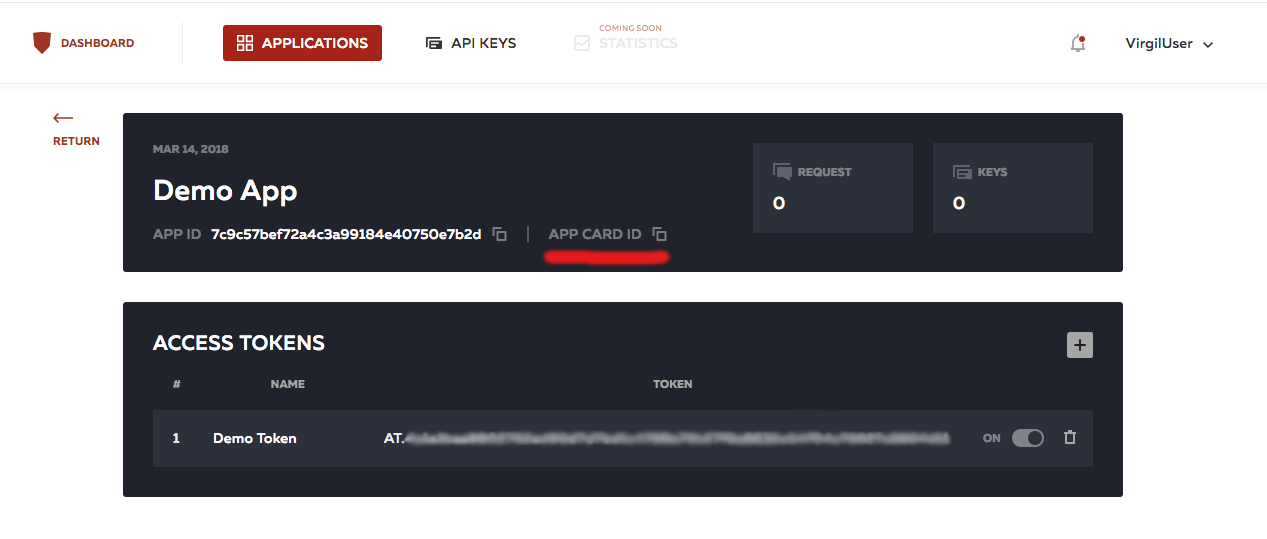 COMING SOON
DASHBOARD APPLICATIONS API KEYS STATISTICS VirgilUser
RETURN
MAR 14, 2018
Demo App
APP ID 7c9c57bef72a4c3a99184e40750e7b2d | APP CARD ID
REQUEST
0
KEYS
0
ACCESS TOKENS
# NAME TOKEN
1 Demo Token AT. ON